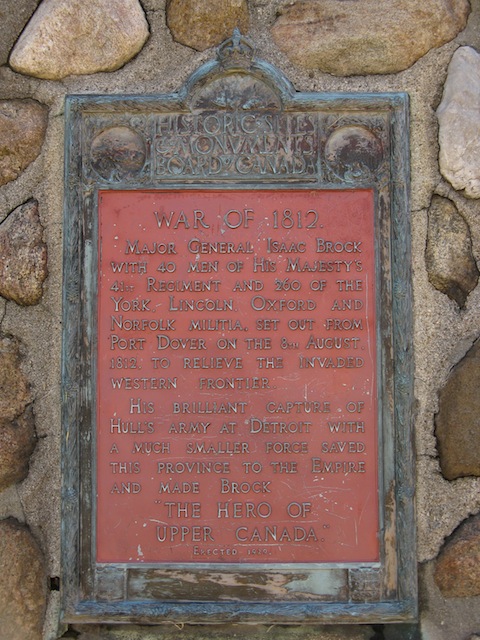 HISTORIC SITES
& MONUMENTS
BOARD, CANADA.
WAR OF 1812.
MAJOR GENERAL ISAAC BROCK
WITH 40 MEN OF HIS MAJESTY'S
41ST REGIMENT AND 260 OF THE
YORK, LINCOLN, OXFORD AND
NORFOLK MILITIA, SET OUT FROM
PORT DOVER ON THE 8TH AUGUST,
1812, TO RELIEVE THE INVADED
WESTERN FRONTIER.
HIS BRILLIANT CAPTURE OF
HULL'S ARMY AT DETROIT WITH
A MUCH SMALLER FORCE SAVED
THIS PROVINCE TO THE EMPIRE
AND MADE BROCK
"THE HERO OF
UPPER CANADA."
ERECTED